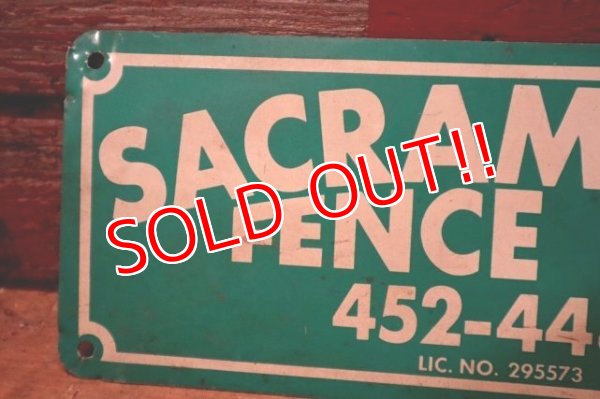 SACRAM
FENCE
452-44
LIC. NO. 295573
SOLD OUT!!